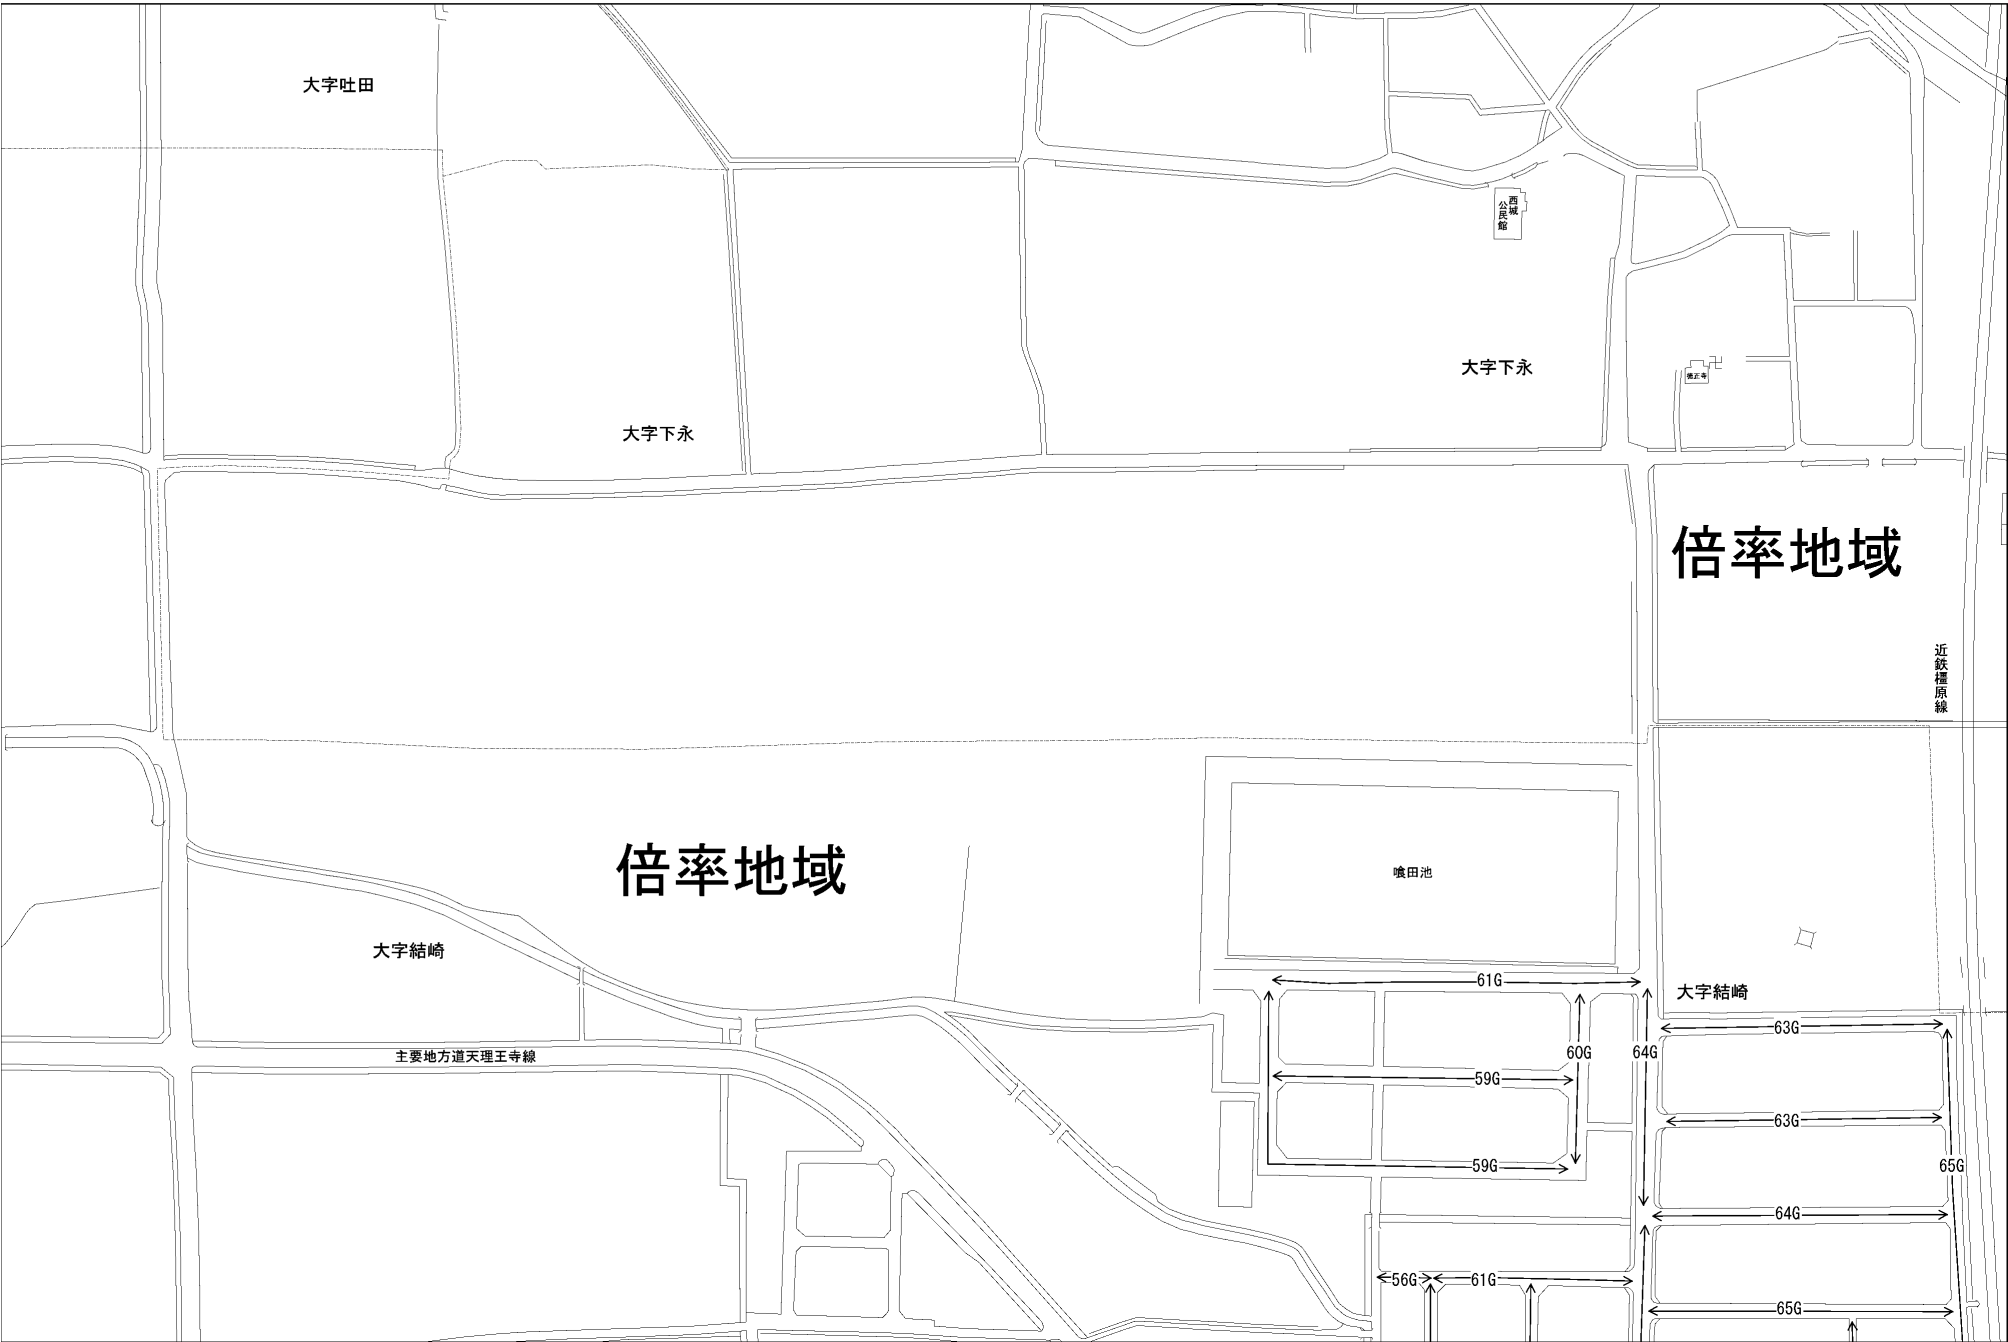 大字吐田
西城
公民館
大字下永
徳正寺
大字下永
倍率地域
近鉄橿原線
倍率地域
喰田池
大字結崎
61G
大字結崎
63G
主要地方道天理王寺線
60G
64G
59G
63G
59G
65G
64G
56G
61G
65G